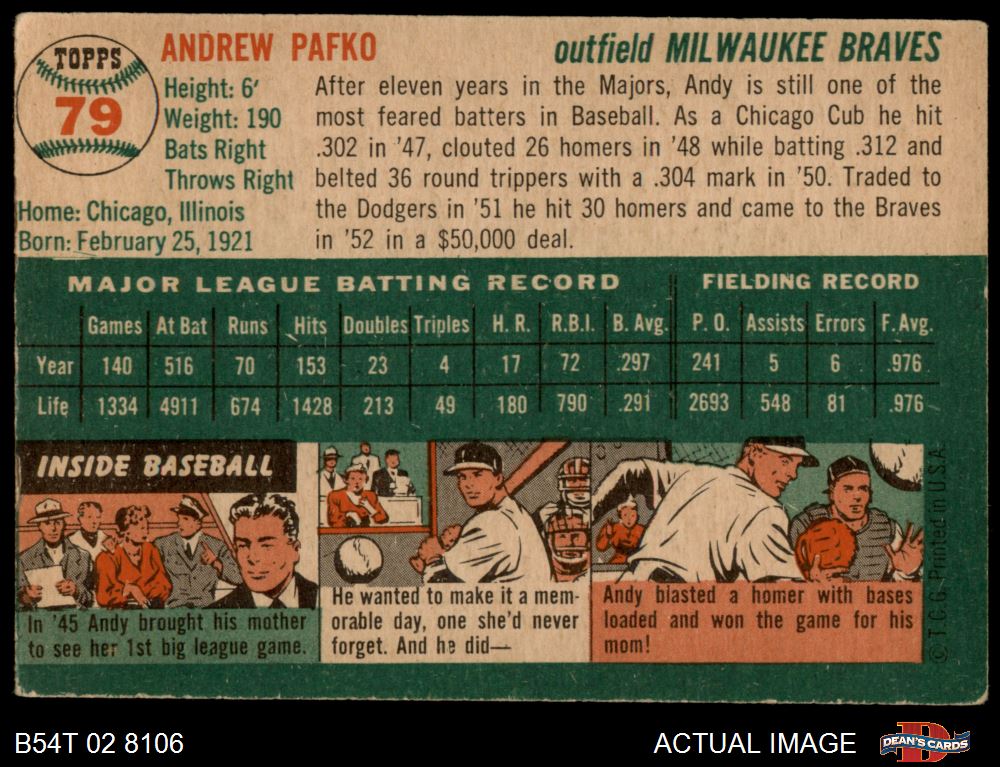 TOPPS
79
ANDREW PAFKO
outfield MILWAUKEE BRAVES
Height: 6'
Weight: 190
Bats Right
Throws Right
Home: Chicago, Illinois
Born: February 25, 1921
After eleven years in the Majors, Andy is still one of the
most feared batters in Baseball. As a Chicago Cub he hit
.302 in '47, clouted 26 homers in '48 while batting .312 and
belted 36 round trippers with a .304 mark in '50. Traded to
the Dodgers in '51 he hit 30 homers and came to the Braves
in '52 in a $50,000 deal.
MAJOR LEAGUE BATTING RECORD FIELDING RECORD
Games At Bat Runs Hits Doubles Triples H. R. R.B.I. B. Avg. P. O. Assists Errors F. Avg.
Year 140 516 70 153 23 4 17 72 .297 241 5 6 .976
Life 1334 4911 674 1428 213 49 180 790 .291 2693 548 81 .976
INSIDE BASEBALL
In '45 Andy brought his mother
to see her 1st big league game.
He wanted to make it a mem-
orable day, one she'd never
forget. And he did—
Andy blasted a homer with bases
loaded and won the game for his
mom!
© T.C.G. Printed in U.S.A.
B54T 02 8106
ACTUAL IMAGE
DEAN'S CARDS